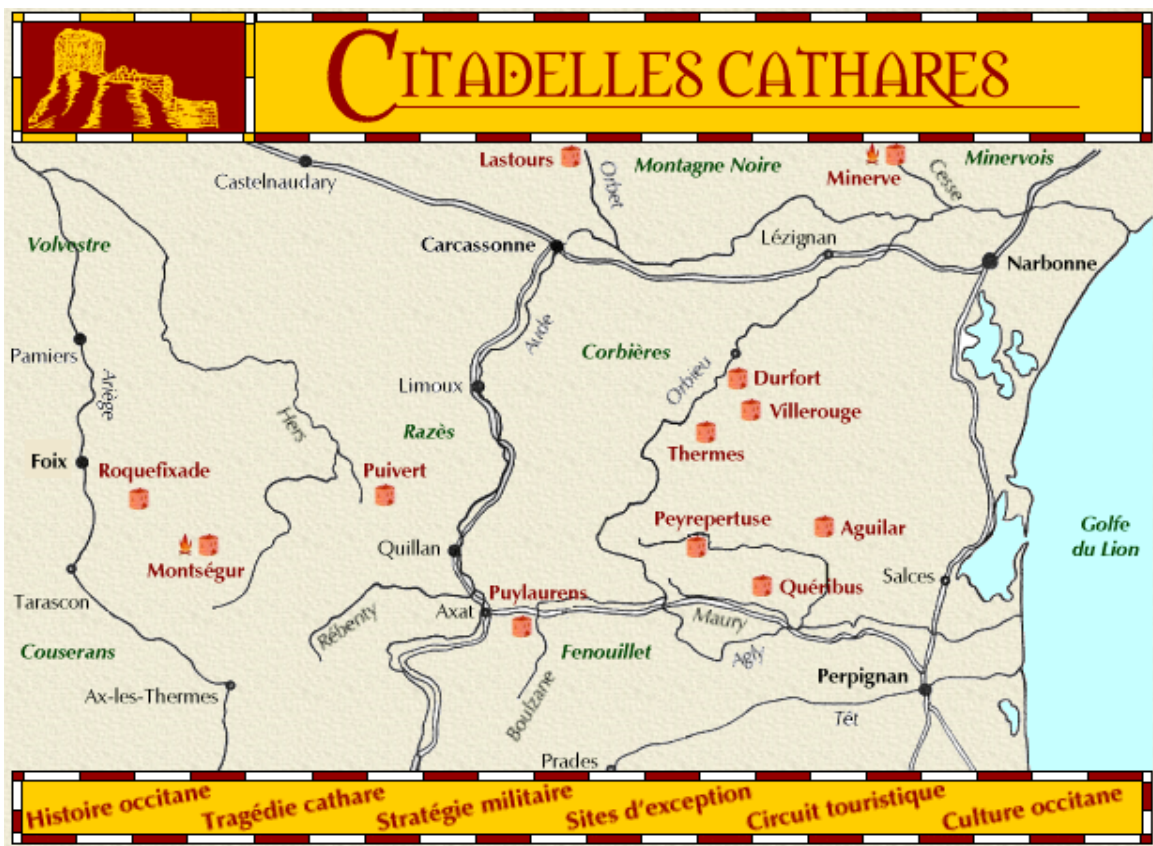 CITADELLES CATHARES
Lastours
Montagne Noire
Minerve
Minervois
Castelnaudary
Orbet
Cesse
Volvestre
Carcassonne
Lézignan
Narbonne
Aude
Pamiers
Corbières
Ariège
Limoux
Orbieu
Durfort
Hers
Razès
Villerouge
Thermes
Foix
Roquefixade
Puivert
Peyrepertuse
Aguilar
Golfe
du Lion
Montségur
Quillan
Quéribus
Salces
Tarascon
Puylaurens
Axat
Rébenty
Maury
Couserans
Fenouillet
Agly
Ax-les-Thermes
Boulzane
Perpignan
Têt
Prades
Histoire occitane
Tragédie cathare
Stratégie militaire
Sites d'exception
Circuit touristique
Culture occitane